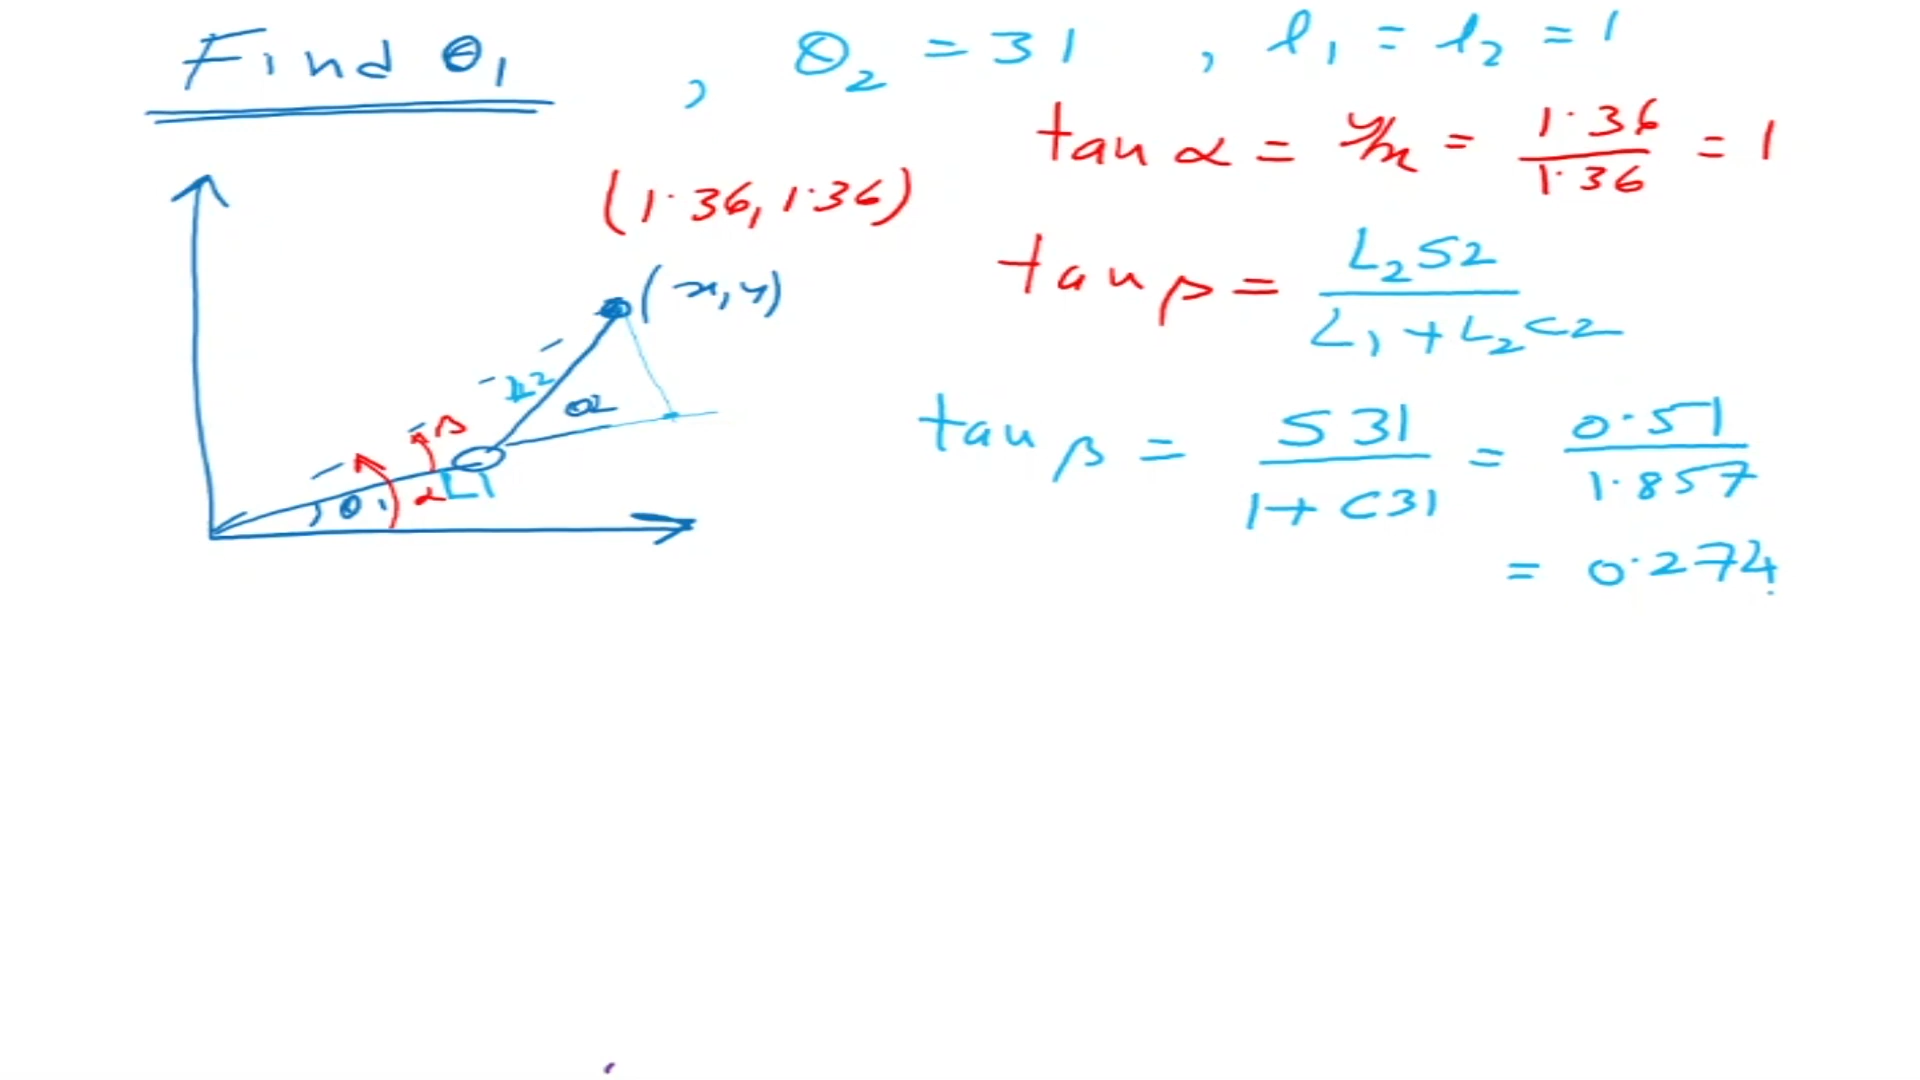 Find θ1 , θ2 = 31 , l1 = l2 = 1
tan α = y/x = 1.36/1.36 = 1
(1.36, 1.36)
tan β = L2S2/L1+L2C2
(x,y)
L2
θ2
β
tan β = S31/1+C31 = 0.51/1.857
L1
α
θ1
= 0.274